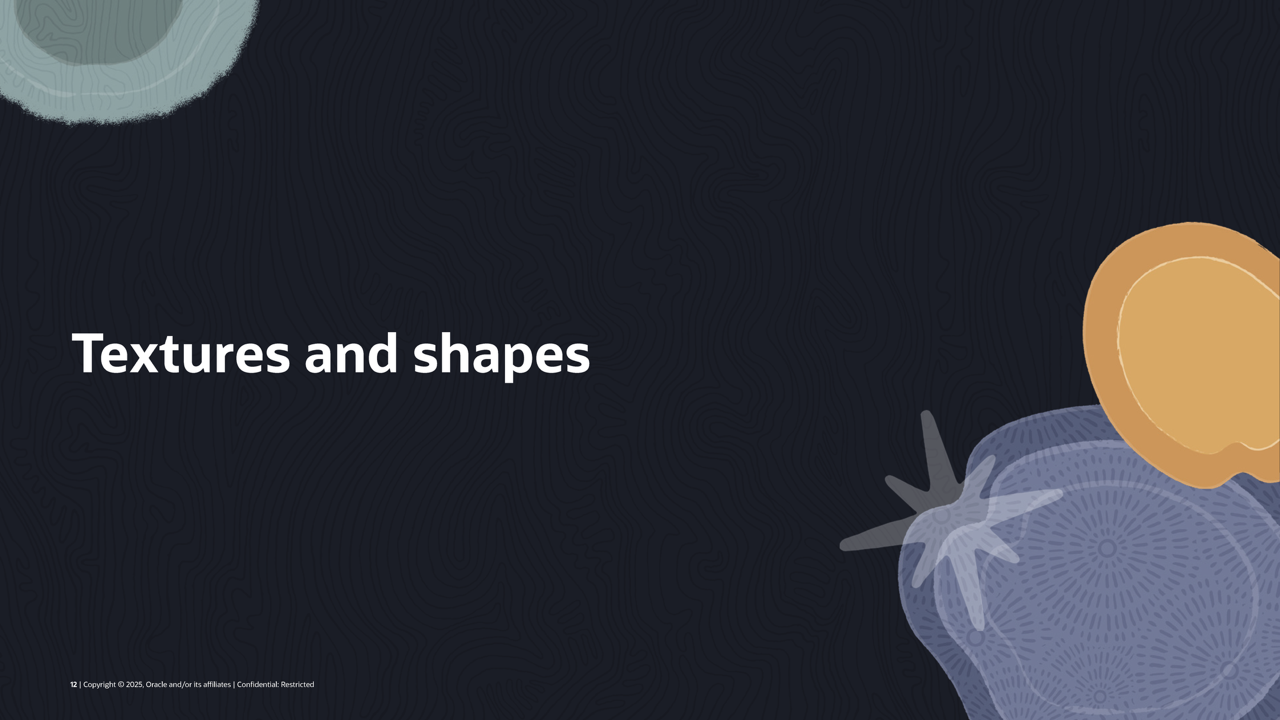 Textures and shapes
12 | Copyright © 2025, Oracle and/or its affiliates | Confidential: Restricted